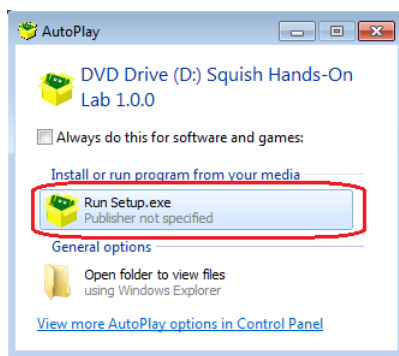 AutoPlay
DVD Drive (D:) Squish Hands-On
Lab 1.0.0
Always do this for software and games:
Install or run program from your media
Run Setup.exe
Publisher not specified
General options
Open folder to view files
using Windows Explorer
View more AutoPlay options in Control Panel